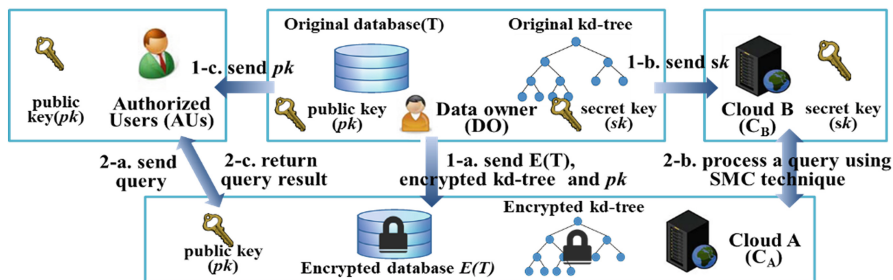 Original database(T)
Original kd-tree
1-c. send pk
1-b. send sk
public
key(pk)
Authorized
Users (AUs)
public key
(pk)
Data owner
(DO)
secret key
(sk)
Cloud B
(CB)
secret key
(sk)
2-a. send
query
2-c. return
query result
1-a. send E(T),
encrypted kd-tree and pk
2-b. process a query using
SMC technique
public key
(pk)
Encrypted database E(T)
Encrypted kd-tree
Cloud A
(CA)